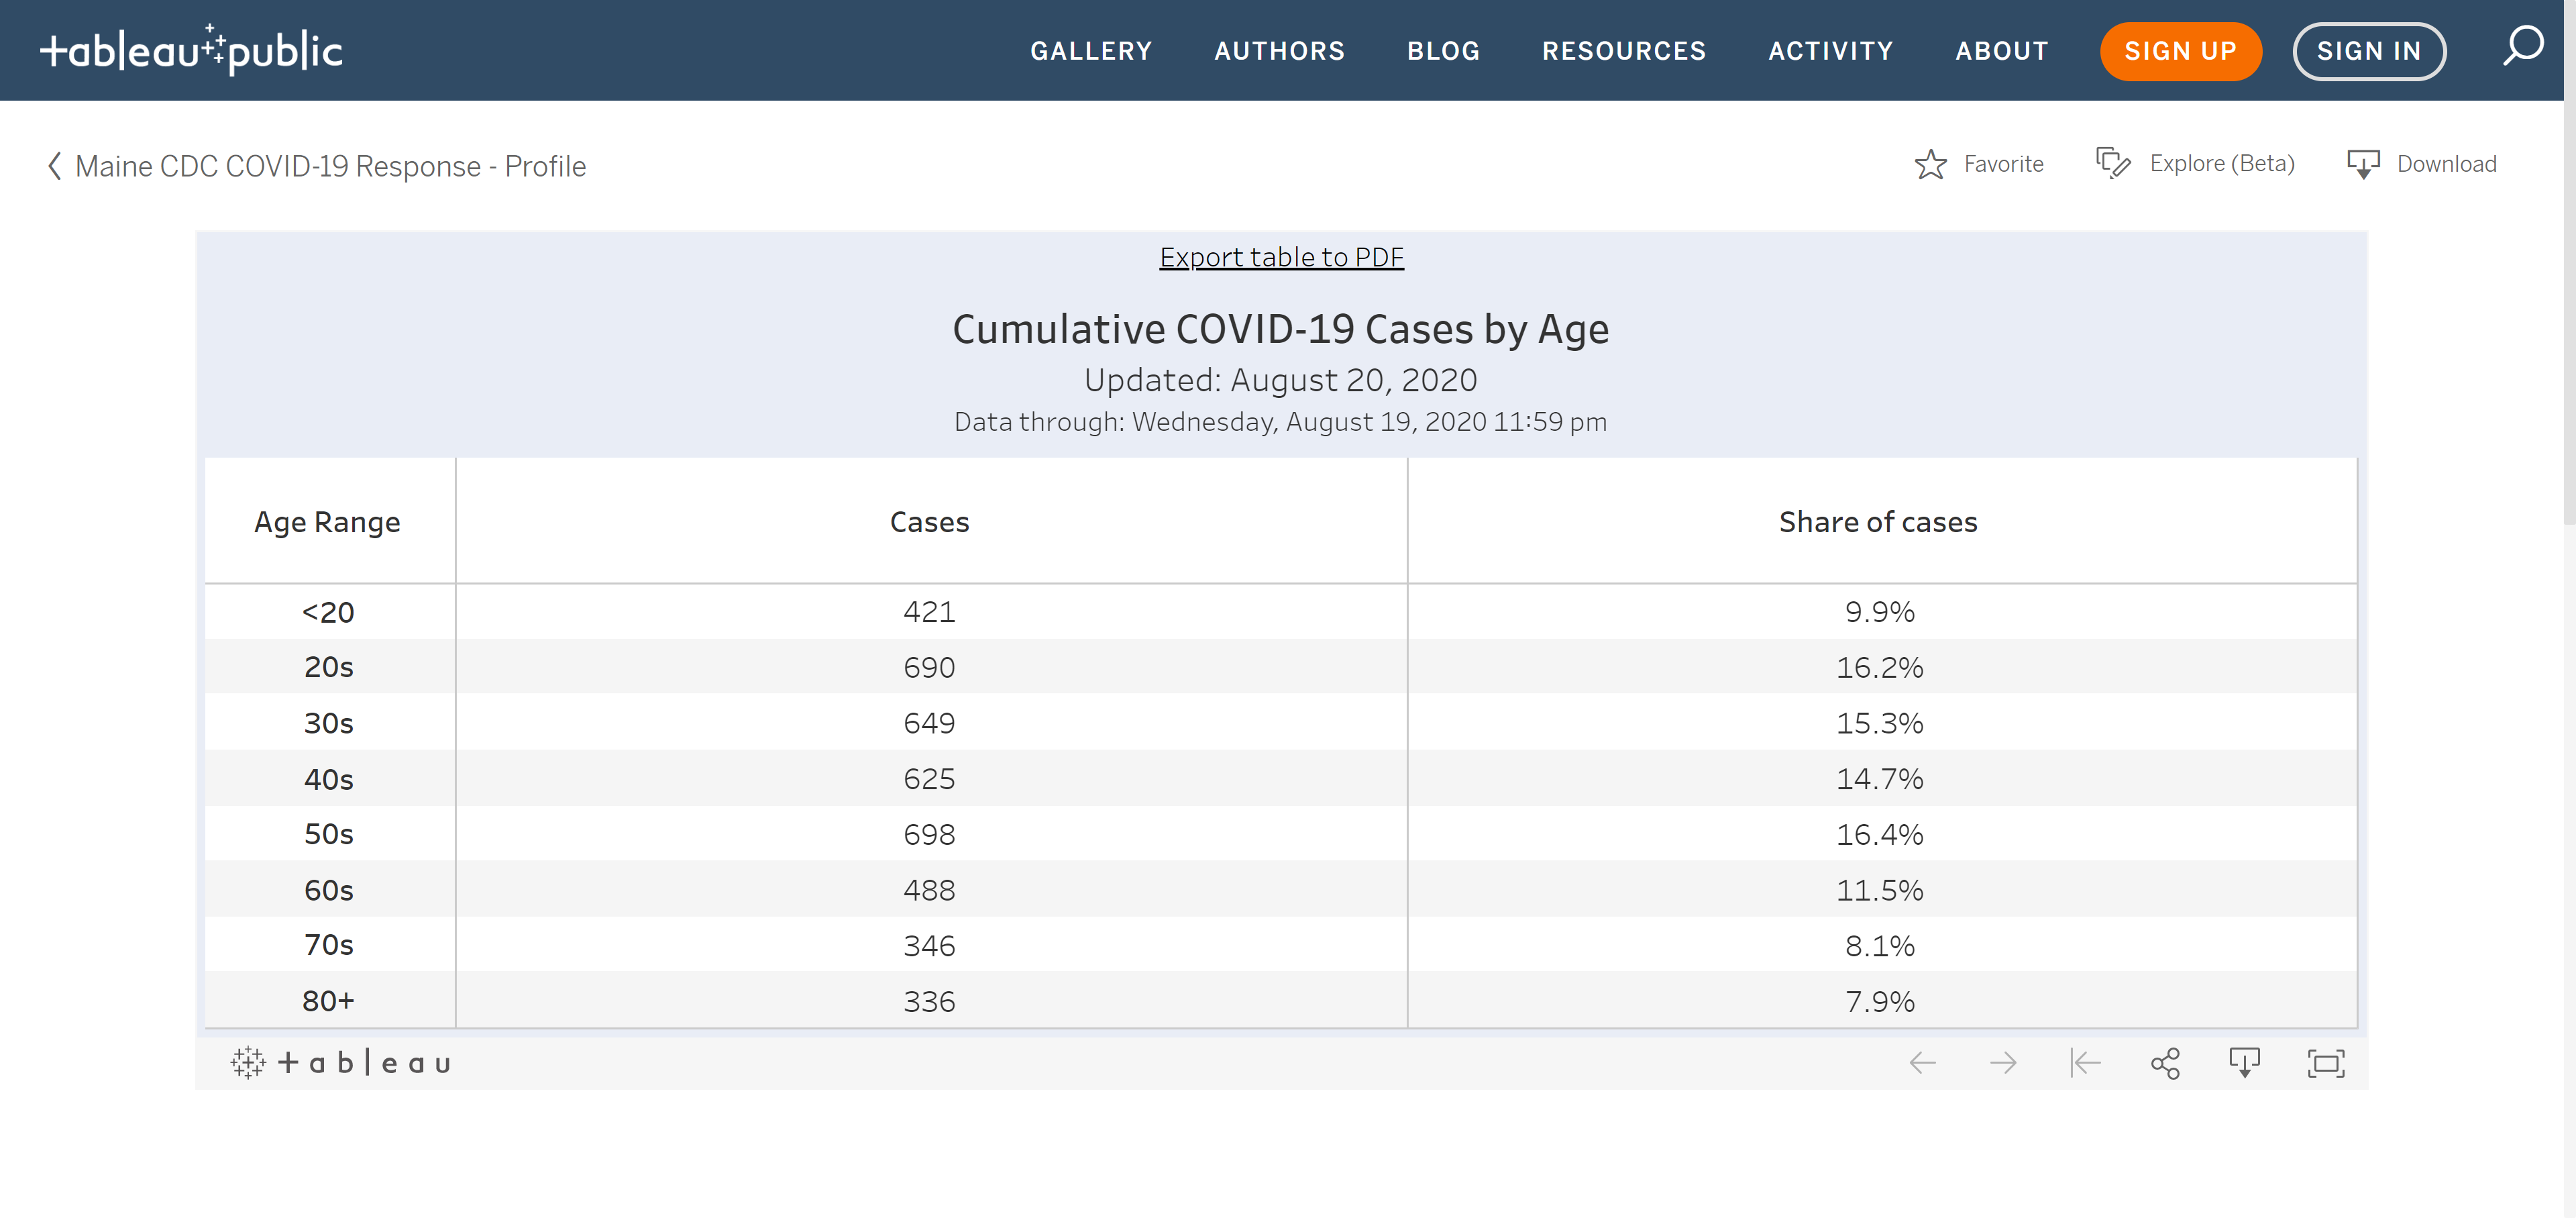 tableau public GALLERY AUTHORS BLOG RESOURCES ACTIVITY ABOUT SIGN UP SIGN IN
Maine CDC COVID-19 Response - Profile Favorite Explore (Beta) Download
Export table to PDF
Cumulative COVID-19 Cases by Age
Updated: August 20, 2020
Data through: Wednesday, August 19, 2020 11:59 pm
Age Range Cases Share of cases
<20 421 9.9%
20s 690 16.2%
30s 649 15.3%
40s 625 14.7%
50s 698 16.4%
60s 488 11.5%
70s 346 8.1%
80+ 336 7.9%
tableau